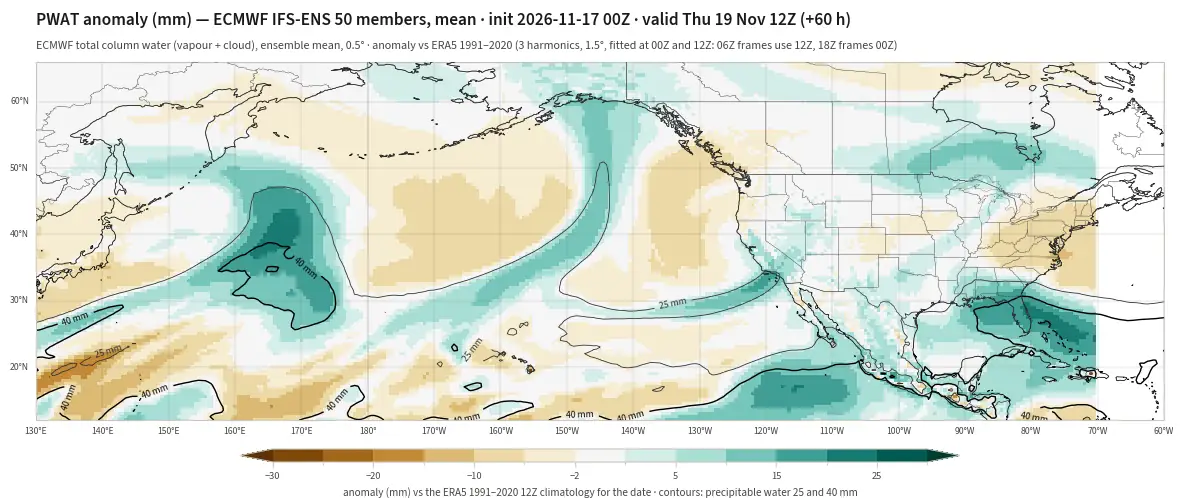 PWAT anomaly (mm) — ECMWF IFS-ENS 50 members, mean · init 2026-11-17 00Z · valid Thu 19 Nov 12Z (+60 h)
ECMWF total column water (vapour + cloud), ensemble mean, 0.5° · anomaly vs ERA5 1991–2020 (3 harmonics, 1.5°, fitted at 00Z and 12Z: 06Z frames use 12Z, 18Z frames 00Z)
60°N
50°N
40°N
40 mm
30°N
25 mm
40 mm
25 mm
25 mm
20°N
40 mm
40 mm
40 mm
40 mm
40 mm
40 mm
40 mm
130°E 140°E 150°E 160°E 170°E 180° 170°W 160°W 150°W 140°W 130°W 120°W 110°W 100°W 90°W 80°W 70°W 60°W
−30 −20 −10 −2 5 15 25
anomaly (mm) vs the ERA5 1991–2020 12Z climatology for the date · contours: precipitable water 25 and 40 mm